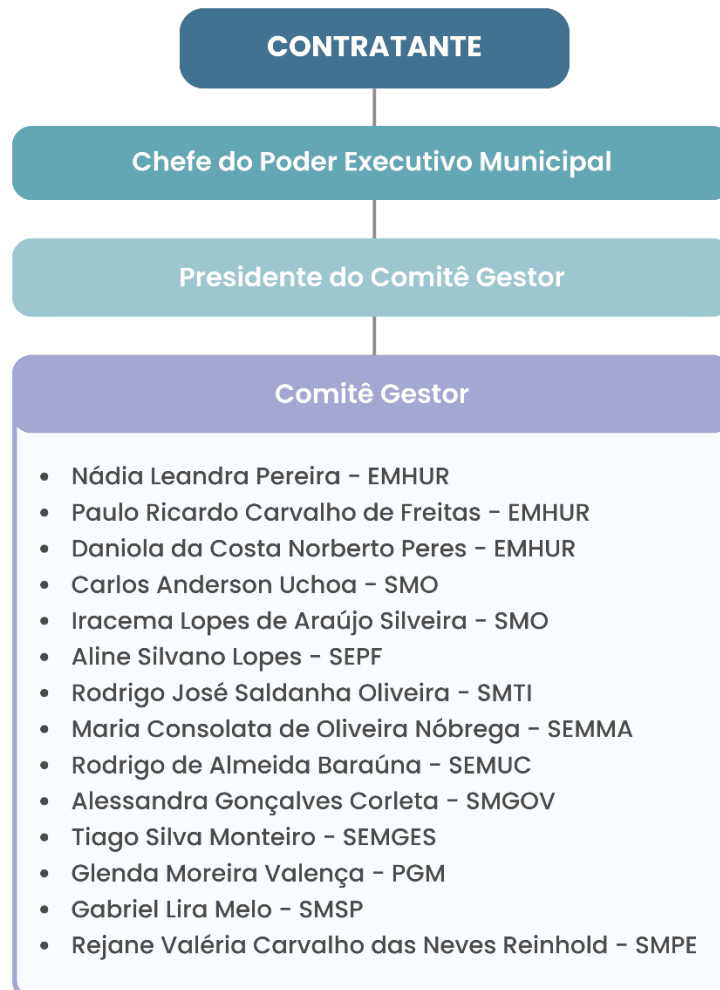 CONTRATANTE
Chefe do Poder Executivo Municipal
Presidente do Comitê Gestor
Comitê Gestor
• Nádia Leandra Pereira - EMHUR
• Paulo Ricardo Carvalho de Freitas - EMHUR
• Daniola da Costa Norberto Peres - EMHUR
• Carlos Anderson Uchoa - SMO
• Iracema Lopes de Araújo Silveira - SMO
• Aline Silvano Lopes - SEPF
• Rodrigo José Saldanha Oliveira - SMTI
• Maria Consolata de Oliveira Nóbrega - SEMMA
• Rodrigo de Almeida Baraúna - SEMUC
• Alessandra Gonçalves Corleta - SMGOV
• Tiago Silva Monteiro - SEMGES
• Glenda Moreira Valença - PGM
• Gabriel Lira Melo - SMSP
• Rejane Valéria Carvalho das Neves Reinhold - SMPE